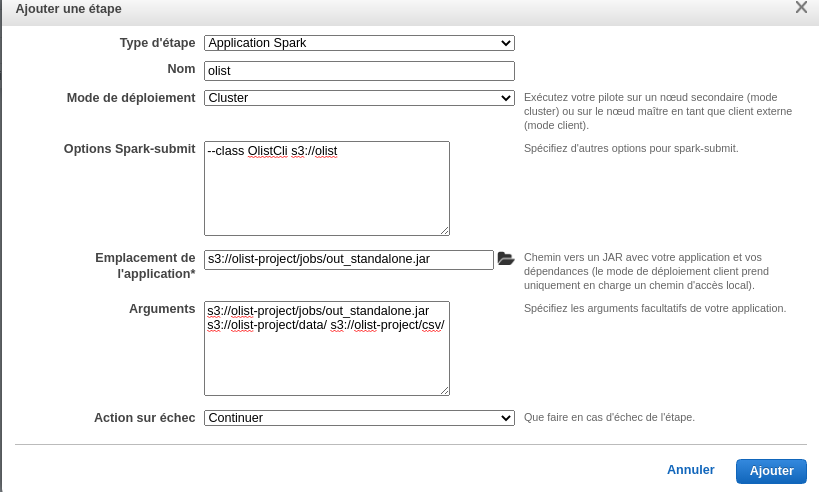 Ajouter une étape
Type d'étape Application Spark
Nom olist
Mode de déploiement Cluster
Exécutez votre pilote sur un nœud secondaire (mode
cluster) ou sur le nœud maître en tant que client externe
(mode client).
Options Spark-submit --class OlistCli s3://olist
Spécifiez d'autres options pour spark-submit.
Emplacement de
l'application*
s3://olist-project/jobs/out_standalone.jar
Chemin vers un JAR avec votre application et vos
dépendances (le mode de déploiement client prend
uniquement en charge un chemin d'accès local).
Arguments
s3://olist-project/jobs/out_standalone.jar
s3://olist-project/data/ s3://olist-project/csv/
Spécifiez les arguments facultatifs de votre application.
Action sur échec Continuer
Que faire en cas d'échec de l'étape.
Annuler Ajouter